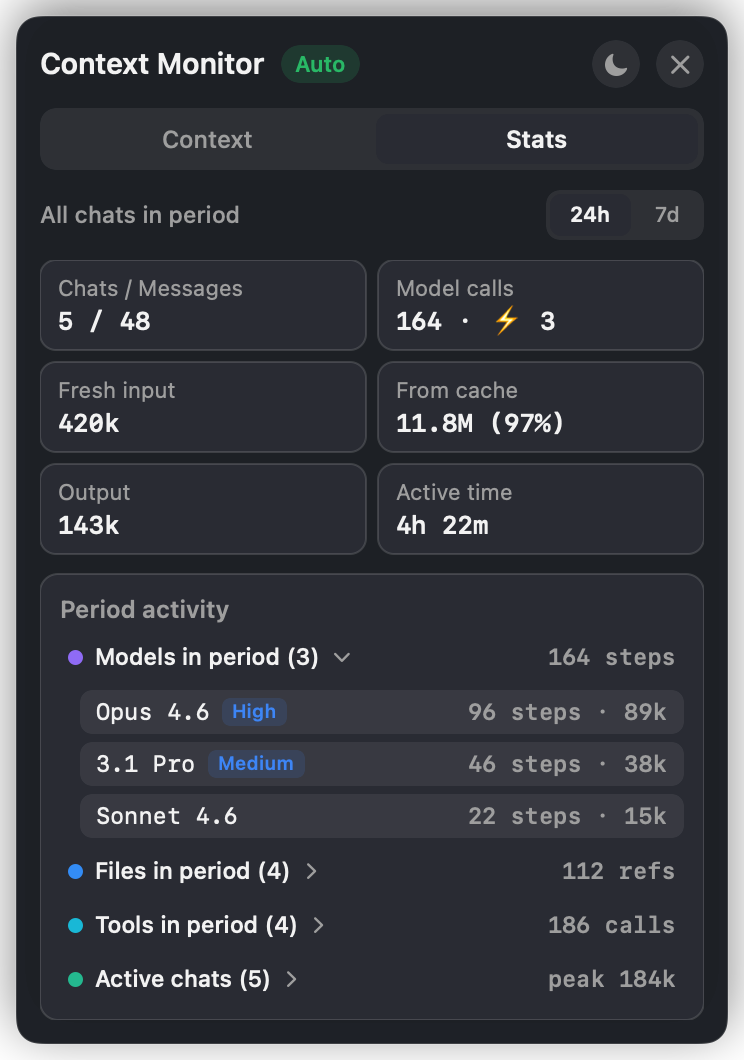 Context Monitor Auto
Context Stats
All chats in period 24h 7d
Chats / Messages
5 / 48
Model calls
164 · ⚡ 3
Fresh input
420k
From cache
11.8M (97%)
Output
143k
Active time
4h 22m
Period activity
Models in period (3) 164 steps
Opus 4.6 High 96 steps · 89k
3.1 Pro Medium 46 steps · 38k
Sonnet 4.6 22 steps · 15k
Files in period (4) 112 refs
Tools in period (4) 186 calls
Active chats (5) peak 184k